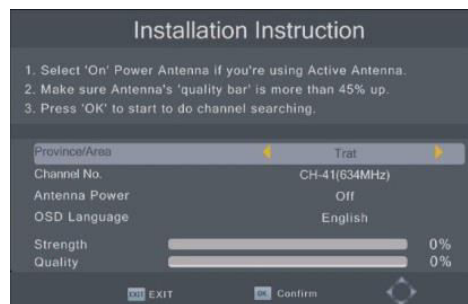 Installation Instruction
1. Select 'On' Power Antenna if you're using Active Antenna.
2. Make sure Antenna's 'quality bar' is more than 45% up.
3. Press 'OK' to start to do channel searching.
Province/Area Trat
Channel No. CH-41(634MHz)
Antenna Power Off
OSD Language English
Strength 0%
Quality 0%
EXIT EXIT OK Confirm